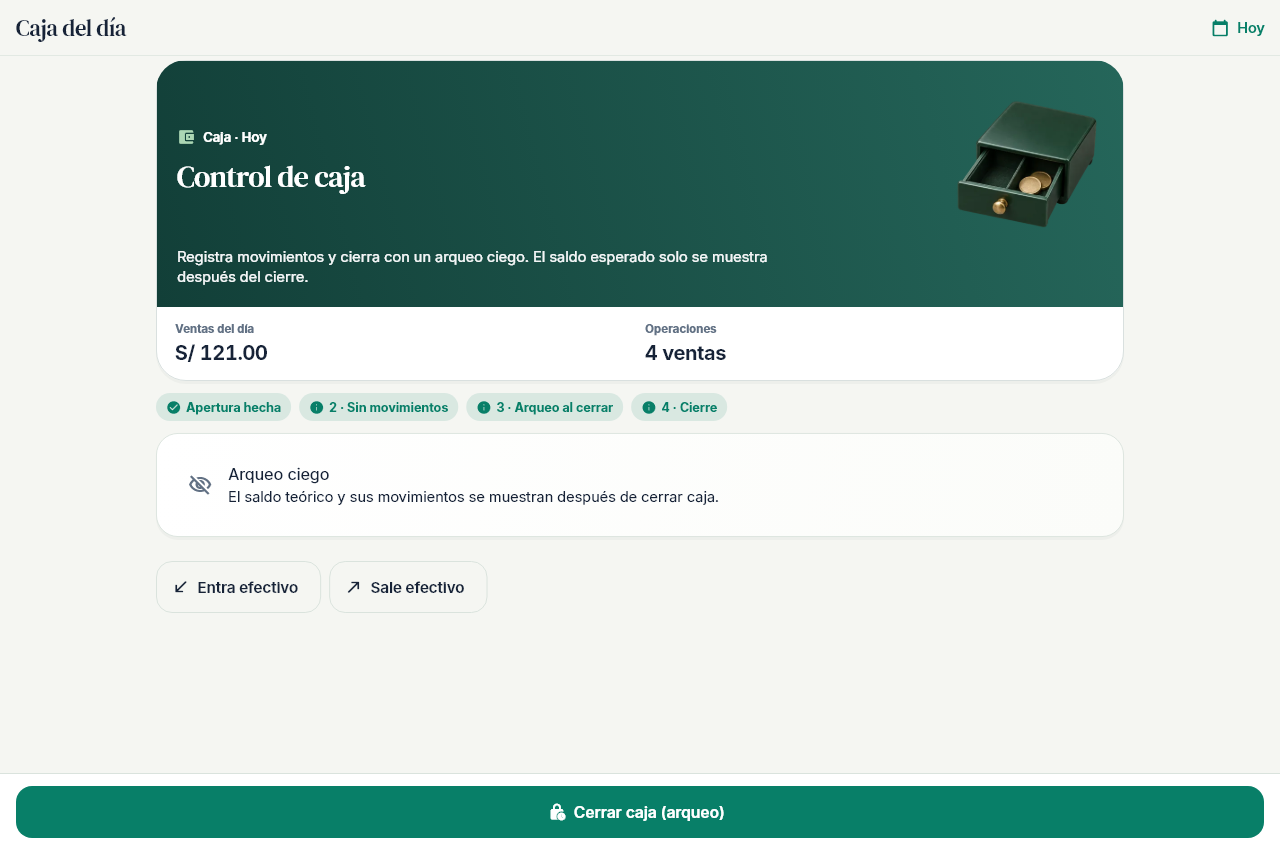 Caja del día
Hoy
Caja · Hoy
Control de caja
Registra movimientos y cierra con un arqueo ciego. El saldo esperado solo se muestra
después del cierre.
Ventas del día
S/ 121.00
Operaciones
4 ventas
Apertura hecha
2 · Sin movimientos
3 · Arqueo al cerrar
4 · Cierre
Arqueo ciego
El saldo teórico y sus movimientos se muestran después de cerrar caja.
Entra efectivo
Sale efectivo
Cerrar caja (arqueo)